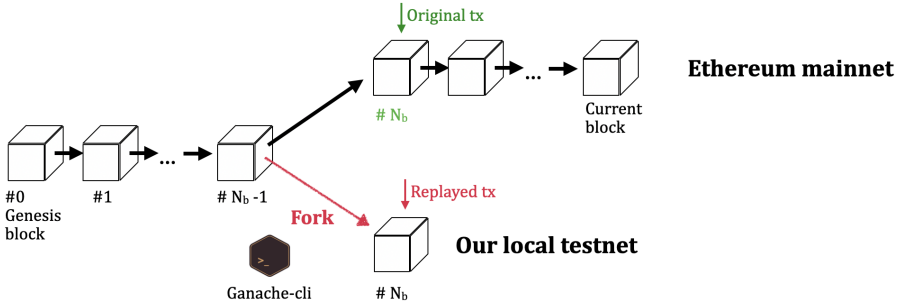 Original tx
Ethereum mainnet
# Nb
...
Current
block
...
#0
Genesis
block
#1
# Nb -1
Replayed tx
Fork
Our local testnet
>_
Ganache-cli
# Nb